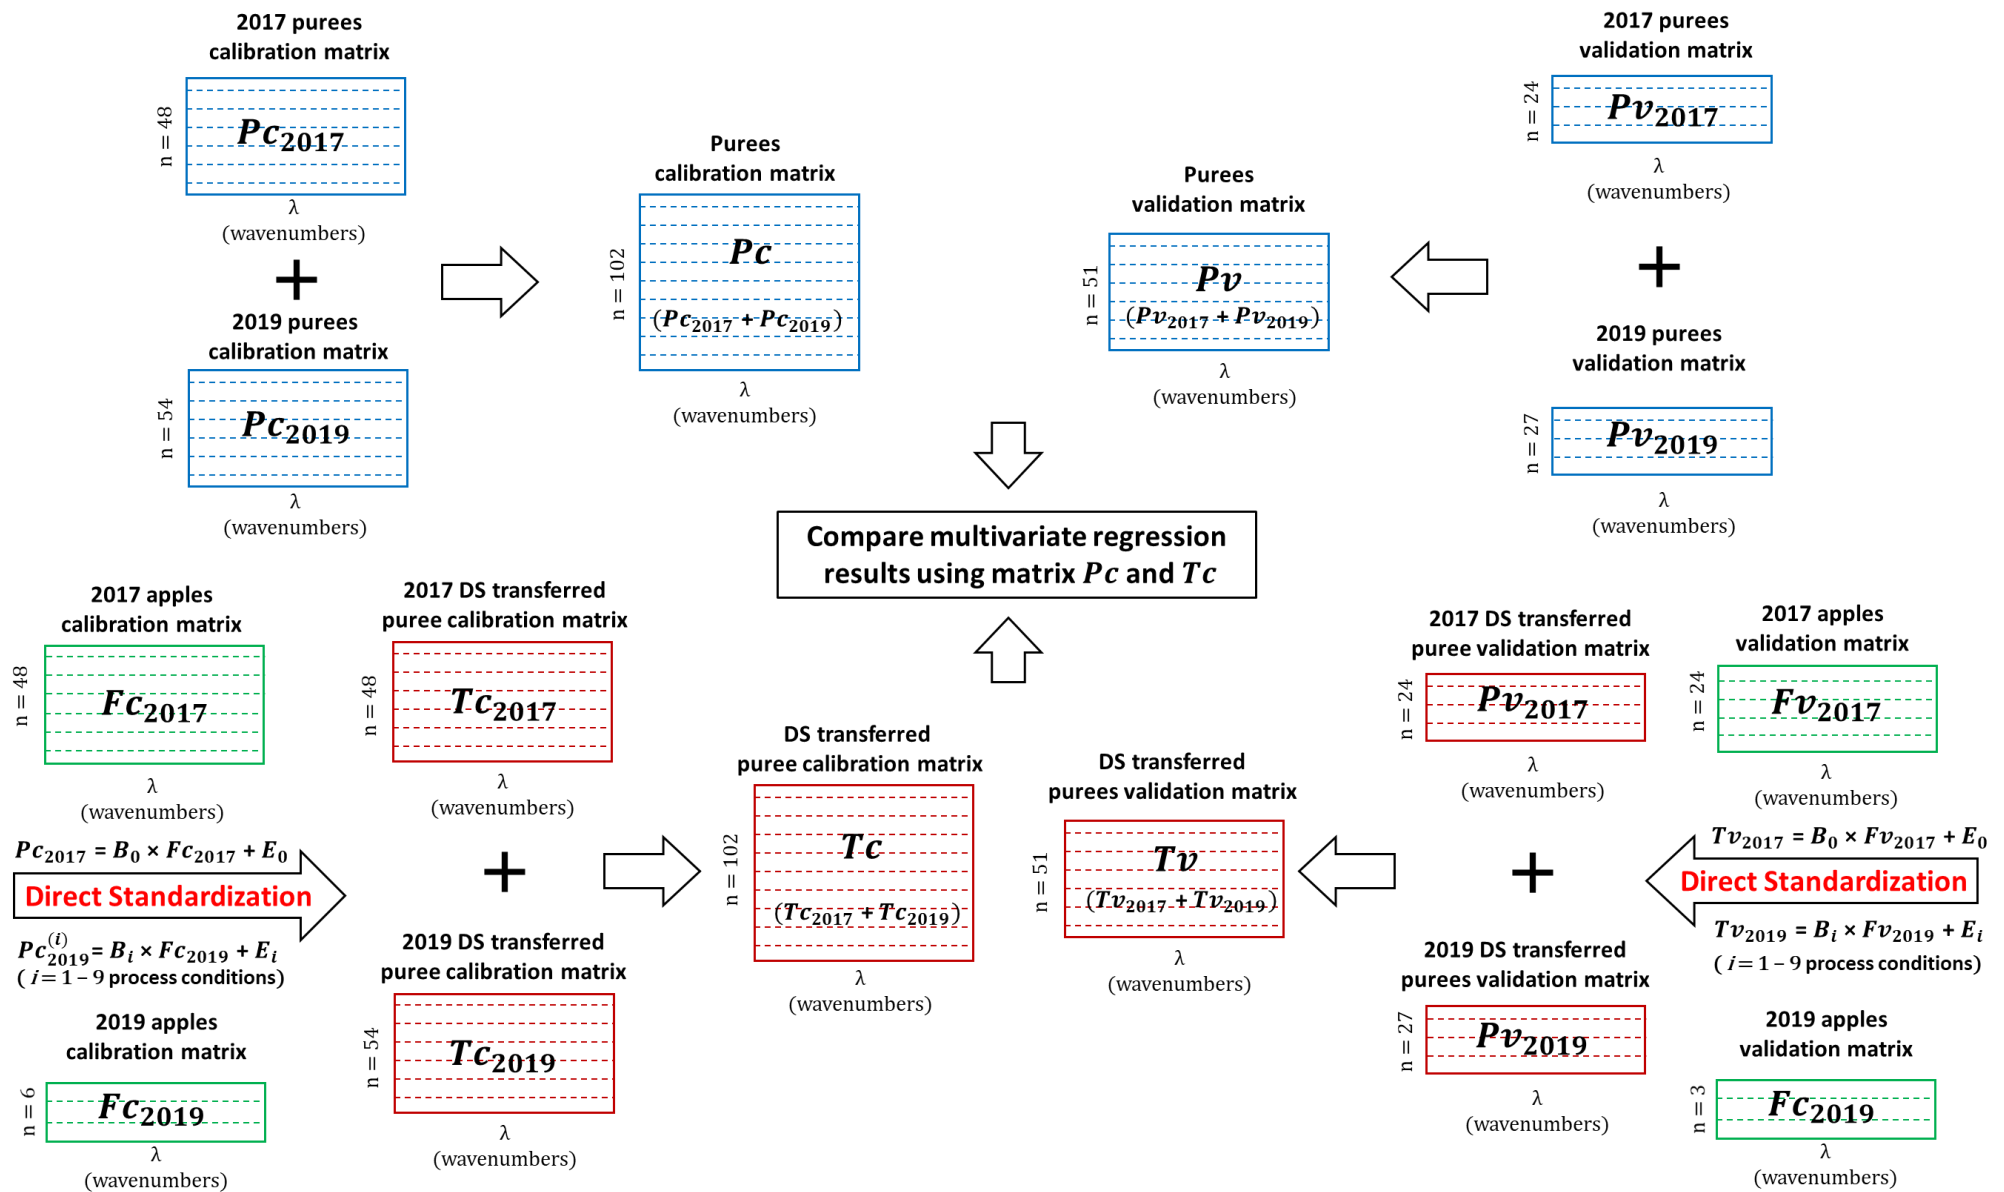 2017 purees
calibration matrix
n = 48
Pc₂₀₁₇
λ
(wavenumbers)
+
2019 purees
calibration matrix
n = 54
Pc₂₀₁₉
λ
(wavenumbers)
Purees
calibration matrix
n = 102
Pc
(Pc₂₀₁₇ + Pc₂₀₁₉)
λ
(wavenumbers)
Purees
validation matrix
n = 51
Pv
(Pv₂₀₁₇ + Pv₂₀₁₉)
λ
(wavenumbers)
2017 purees
validation matrix
n = 24
Pv₂₀₁₇
λ
(wavenumbers)
+
2019 purees
validation matrix
n = 27
Pv₂₀₁₉
λ
(wavenumbers)
Compare multivariate regression
results using matrix Pc and Tc
2017 apples
calibration matrix
n = 48
Fc₂₀₁₇
λ
(wavenumbers)
Pc₂₀₁₇ = B₀ × Fc₂₀₁₇ + E₀
Direct Standardization
Pc₂₀₁₉⁽ⁱ⁾ = Bᵢ × Fc₂₀₁₉ + Eᵢ
( i = 1 – 9 process conditions)
2019 apples
calibration matrix
n = 6
Fc₂₀₁₉
λ
(wavenumbers)
2017 DS transferred
puree calibration matrix
n = 48
Tc₂₀₁₇
λ
(wavenumbers)
+
2019 DS transferred
puree calibration matrix
n = 54
Tc₂₀₁₉
λ
(wavenumbers)
DS transferred
puree calibration matrix
n = 102
Tc
(Tc₂₀₁₇ + Tc₂₀₁₉)
λ
(wavenumbers)
DS transferred
purees validation matrix
n = 51
Tv
(Tv₂₀₁₇ + Tv₂₀₁₉)
λ
(wavenumbers)
2017 DS transferred
puree validation matrix
n = 24
Pv₂₀₁₇
λ
(wavenumbers)
+
2019 DS transferred
purees validation matrix
n = 27
Pv₂₀₁₉
λ
(wavenumbers)
2017 apples
validation matrix
n = 24
Fv₂₀₁₇
λ
(wavenumbers)
Tv₂₀₁₇ = B₀ × Fv₂₀₁₇ + E₀
Direct Standardization
Tv₂₀₁₉ = Bᵢ × Fv₂₀₁₉ + Eᵢ
( i = 1 – 9 process conditions)
2019 apples
validation matrix
n = 3
Fc₂₀₁₉
λ
(wavenumbers)